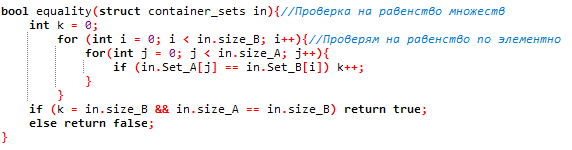 bool equality(struct container_sets in){//Проверка на равенство множеств
int k = 0;
for (int i = 0; i < in.size_B; i++){//Проверям на равенство по элементно
for(int j = 0; j < in.size_A; j++){
if (in.Set_A[j] == in.Set_B[i]) k++;
}
}
if (k = in.size_B && in.size_A == in.size_B) return true;
else return false;
}